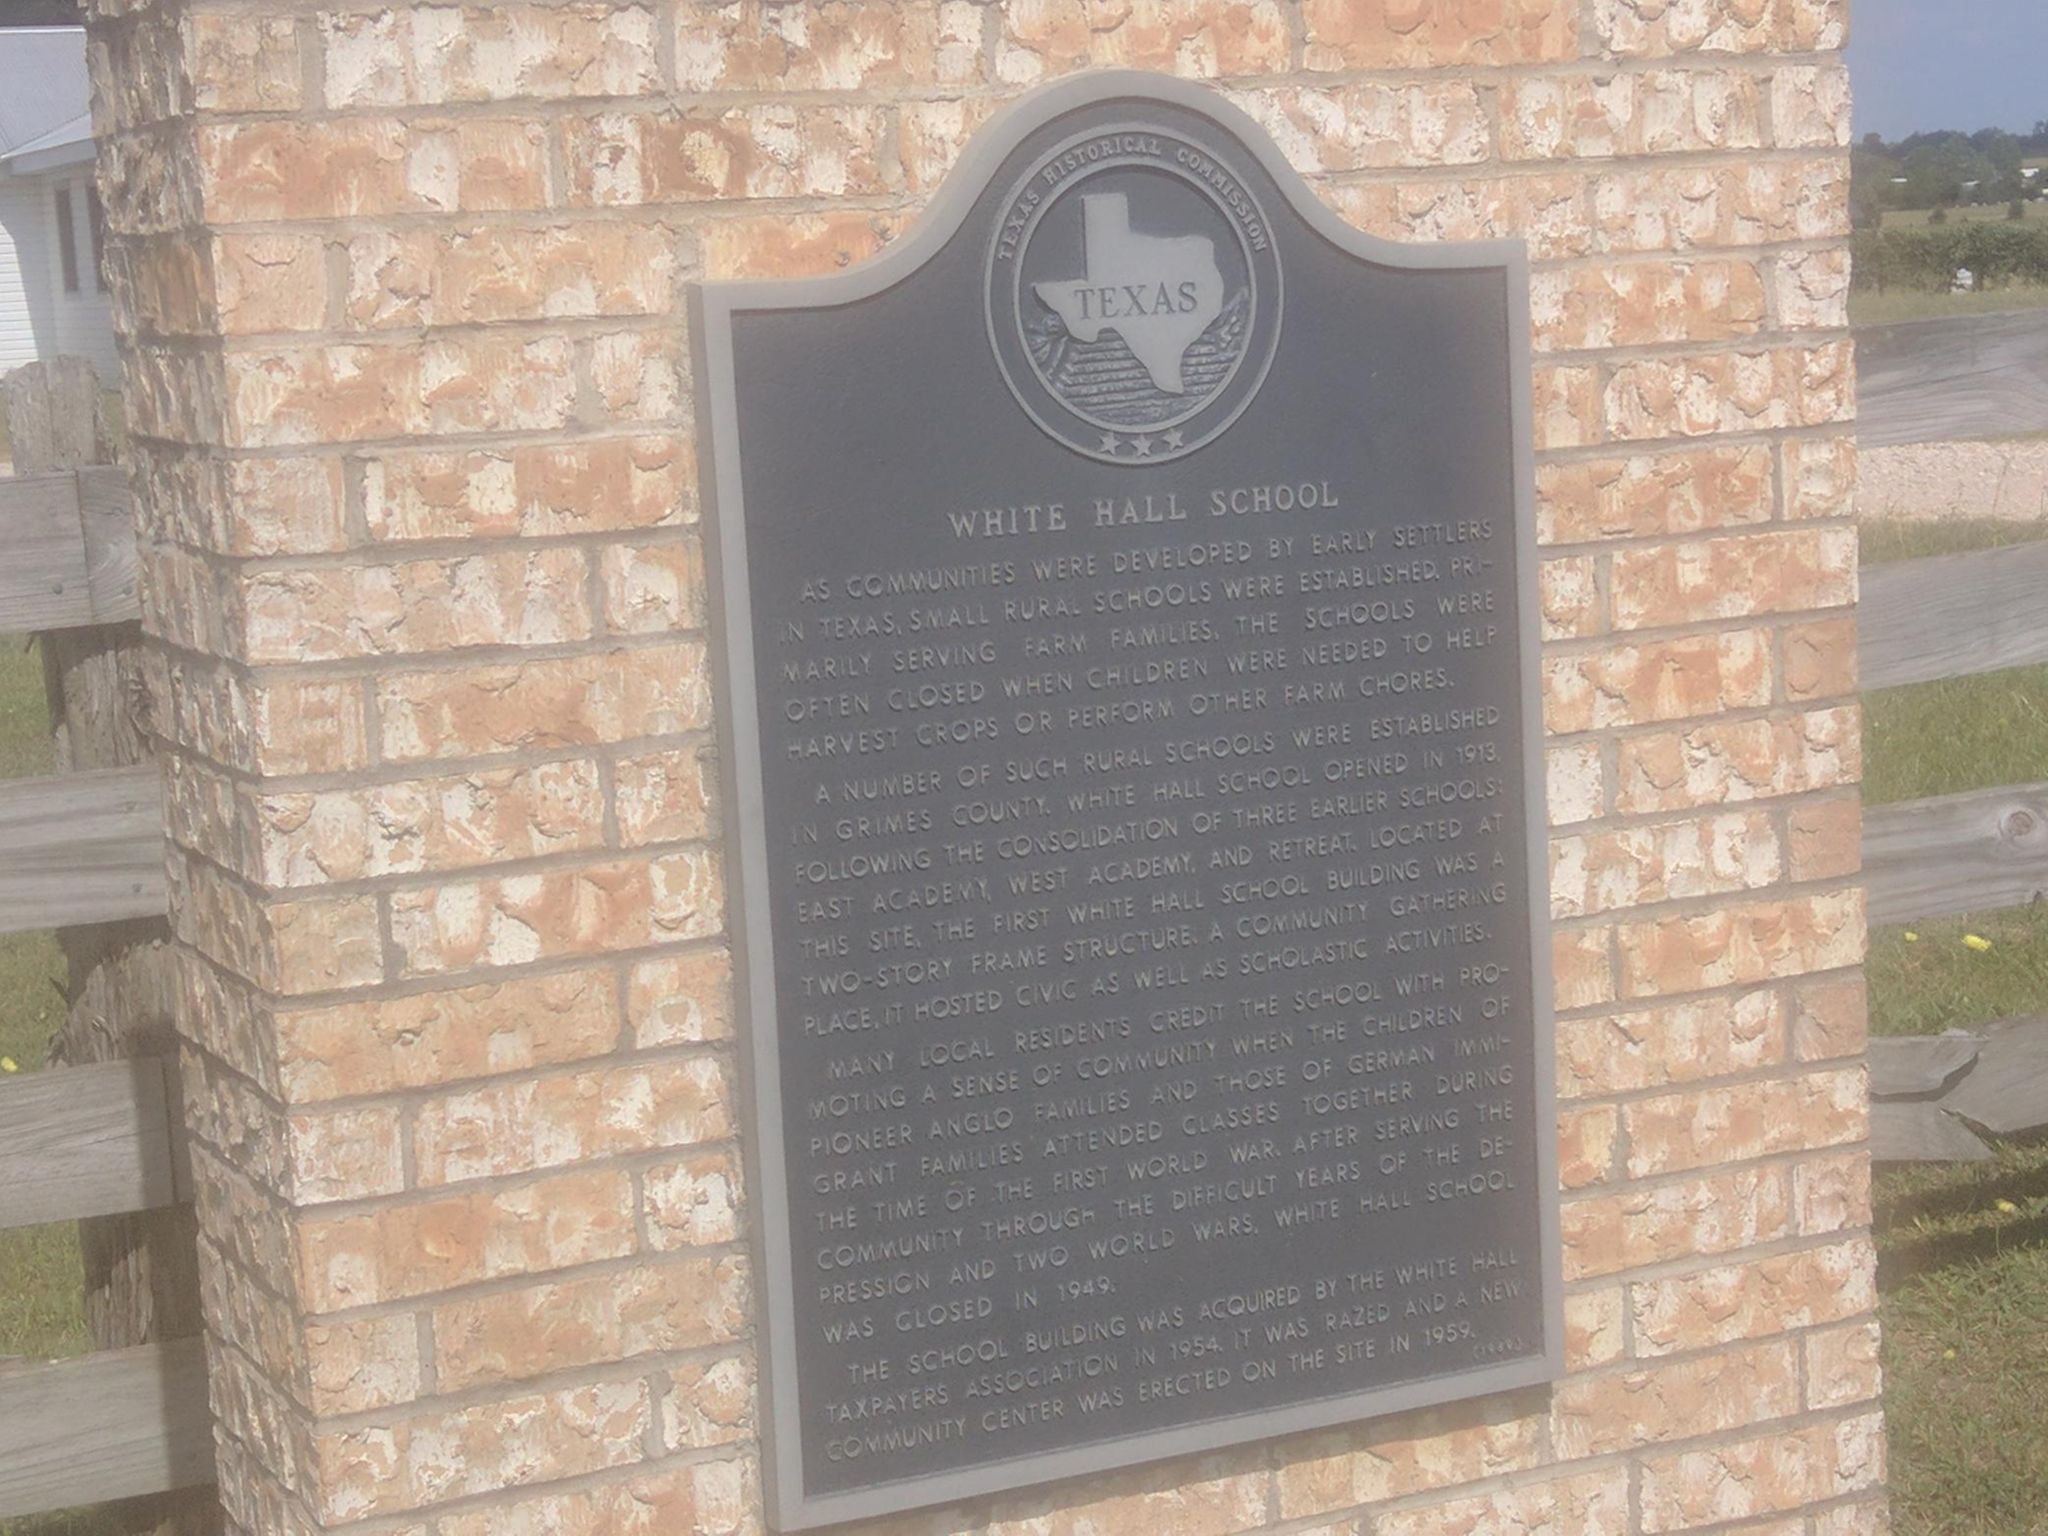 TEXAS HISTORICAL COMMISSION
TEXAS
WHITE HALL SCHOOL
AS COMMUNITIES WERE DEVELOPED BY EARLY SETTLERS
IN TEXAS, SMALL RURAL SCHOOLS WERE ESTABLISHED. PRI-
MARILY SERVING FARM FAMILIES, THE SCHOOLS WERE
OFTEN CLOSED WHEN CHILDREN WERE NEEDED TO HELP
HARVEST CROPS OR PERFORM OTHER FARM CHORES.
A NUMBER OF SUCH RURAL SCHOOLS WERE ESTABLISHED
IN GRIMES COUNTY. WHITE HALL SCHOOL OPENED IN 1913,
FOLLOWING THE CONSOLIDATION OF THREE EARLIER SCHOOLS:
EAST ACADEMY, WEST ACADEMY, AND RETREAT. LOCATED AT
THIS SITE, THE FIRST WHITE HALL SCHOOL BUILDING WAS A
TWO-STORY FRAME STRUCTURE. A COMMUNITY GATHERING
PLACE, IT HOSTED CIVIC AS WELL AS SCHOLASTIC ACTIVITIES.
MANY LOCAL RESIDENTS CREDIT THE SCHOOL WITH PRO-
MOTING A SENSE OF COMMUNITY WHEN THE CHILDREN OF
PIONEER ANGLO FAMILIES AND THOSE OF GERMAN IMMI-
GRANT FAMILIES ATTENDED CLASSES TOGETHER DURING
THE TIME OF THE FIRST WORLD WAR. AFTER SERVING THE
COMMUNITY THROUGH THE DIFFICULT YEARS OF THE DE-
PRESSION AND TWO WORLD WARS, WHITE HALL SCHOOL
WAS CLOSED IN 1949.
THE SCHOOL BUILDING WAS ACQUIRED BY THE WHITE HALL
TAXPAYERS ASSOCIATION IN 1954. IT WAS RAZED AND A NEW
COMMUNITY CENTER WAS ERECTED ON THE SITE IN 1959.
(1989)